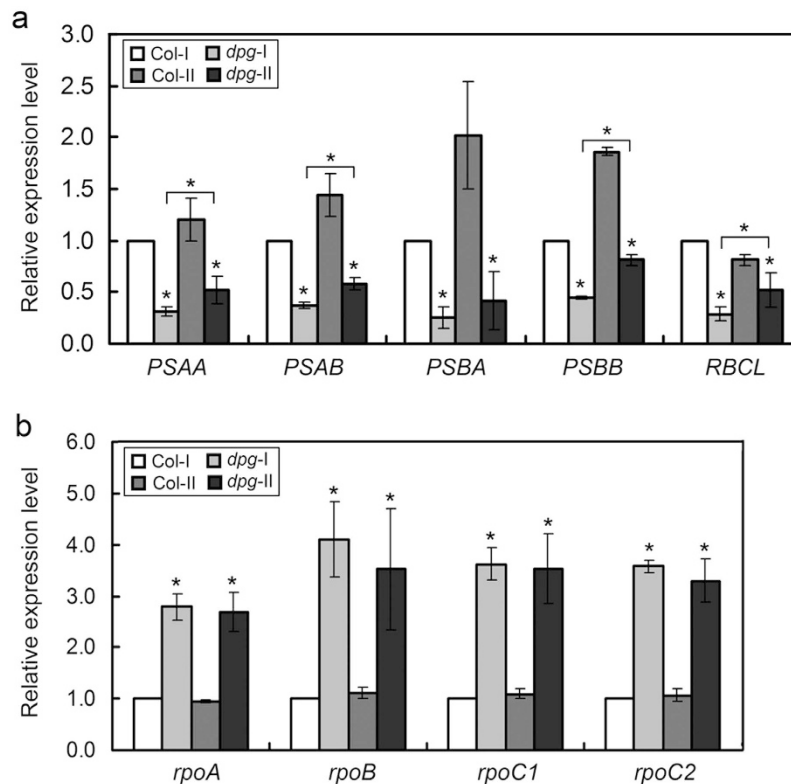 a
Relative expression level
3.0
2.5
2.0
1.5
1.0
0.5
0.0
Col-I dpg-I
Col-II dpg-II
* * * * *
* * * * * * * * *
PSAA PSAB PSBA PSBB RBCL
b
Relative expression level
6.0
5.0
4.0
3.0
2.0
1.0
0.0
Col-I dpg-I
Col-II dpg-II
* * * * * * * *
rpoA rpoB rpoC1 rpoC2